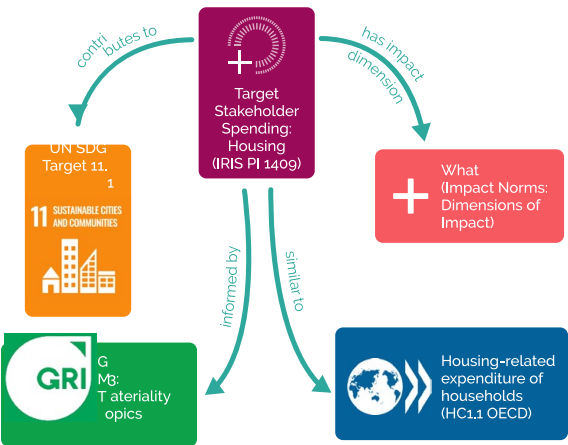 contri
butes to
has impact
dimension
Target
Stakeholder
Spending:
Housing
(IRIS PI 1409)
UN SDG
Target 11.
1
11 SUSTAINABLE CITIES
AND COMMUNITIES
What
(Impact Norms:
Dimensions of
Impact)
informed by
similar to
GRI
G
M3:
T ateriality
opics
Housing-related
expenditure of
households
(HC1.1 OECD)